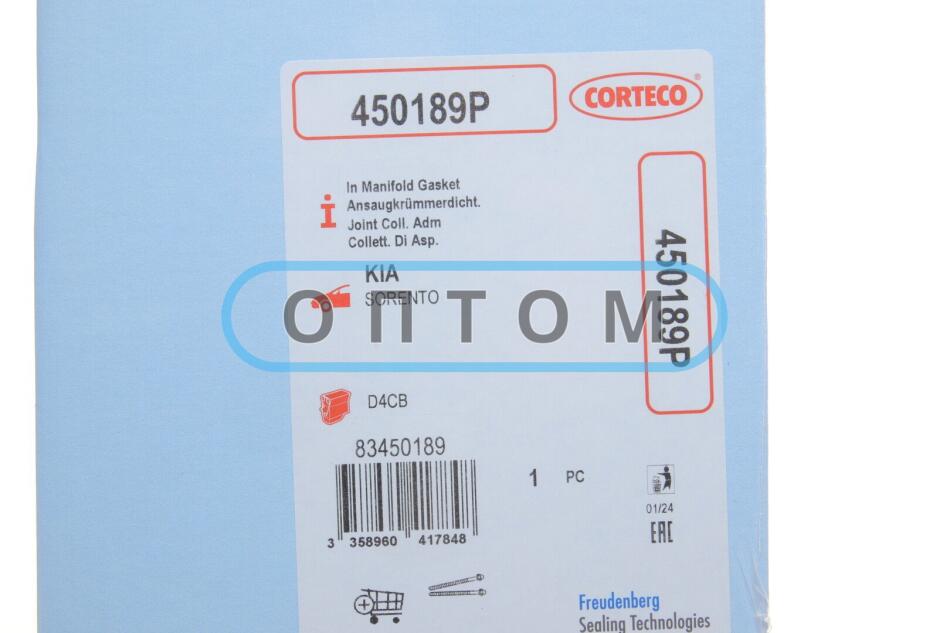 450189P
CORTECO®
In Manifold Gasket
Ansaugkrümmerdicht.
Joint Coll. Adm
Collett. Di Asp.
450189P
KIA
SORENTO
ОПТОМ
D4CB
83450189
1 PC
01/24
EAC
3 358960 417848
Freudenberg
Sealing Technologies